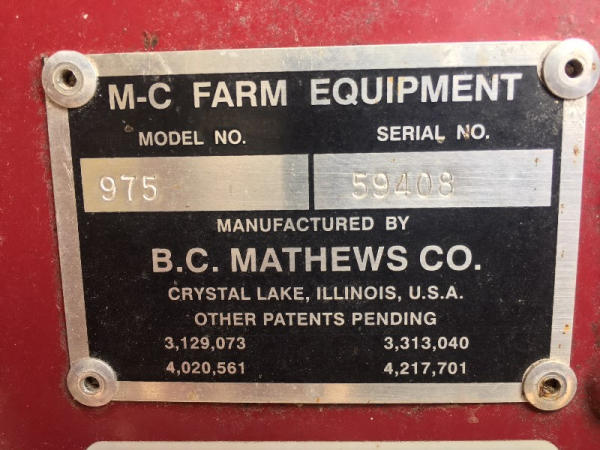 M-C FARM EQUIPMENT
MODEL NO. SERIAL NO.
975 59408
MANUFACTURED BY
B.C. MATHEWS CO.
CRYSTAL LAKE, ILLINOIS, U.S.A.
OTHER PATENTS PENDING
3,129,073 3,313,040
4,020,561 4,217,701